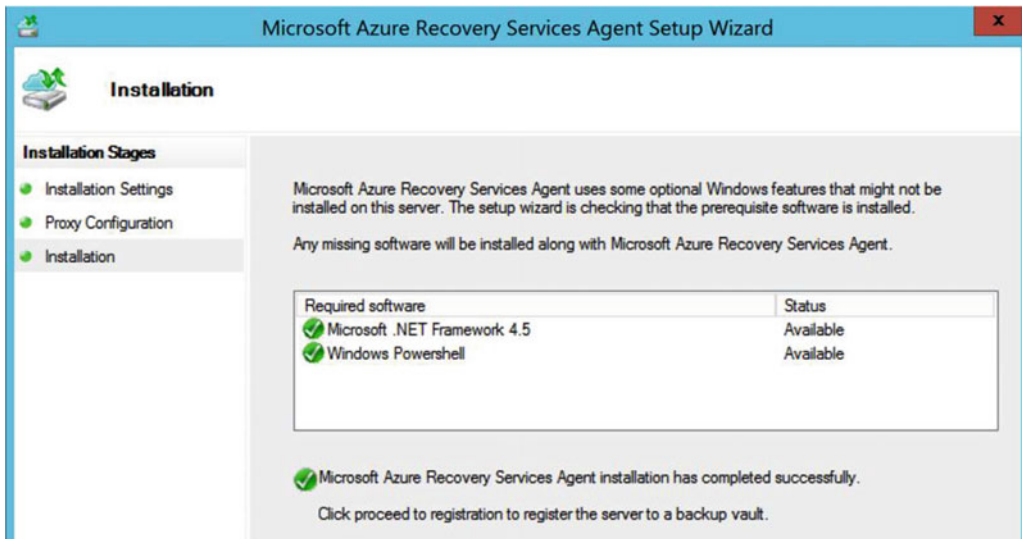 Microsoft Azure Recovery Services Agent Setup Wizard
x
Installation
Installation Stages
Installation Settings
Proxy Configuration
Installation
Microsoft Azure Recovery Services Agent uses some optional Windows features that might not be
installed on this server. The setup wizard is checking that the prerequisite software is installed.
Any missing software will be installed along with Microsoft Azure Recovery Services Agent.
Required software Status
Microsoft .NET Framework 4.5 Available
Windows Powershell Available
Microsoft Azure Recovery Services Agent installation has completed successfully.
Click proceed to registration to register the server to a backup vault.